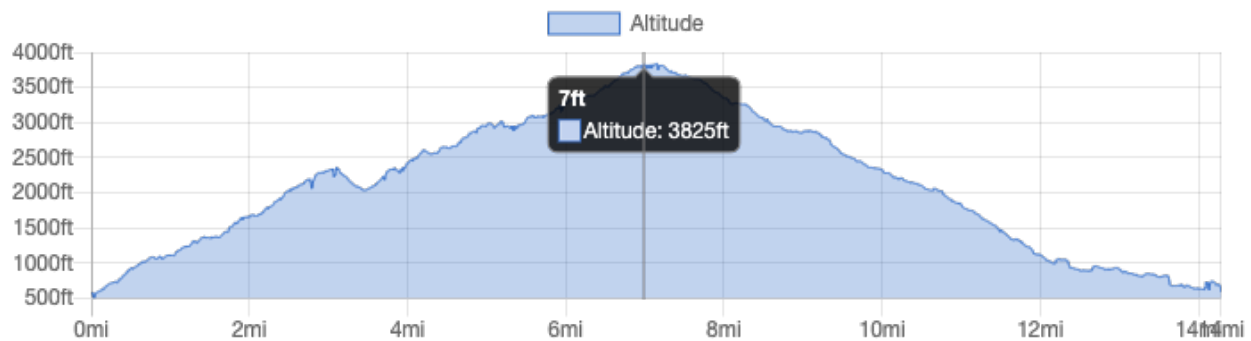 Altitude
4000ft
3500ft
3000ft
2500ft
2000ft
1500ft
1000ft
500ft
7ft
Altitude: 3825ft
0mi 2mi 4mi 6mi 8mi 10mi 12mi 14mi 14mi